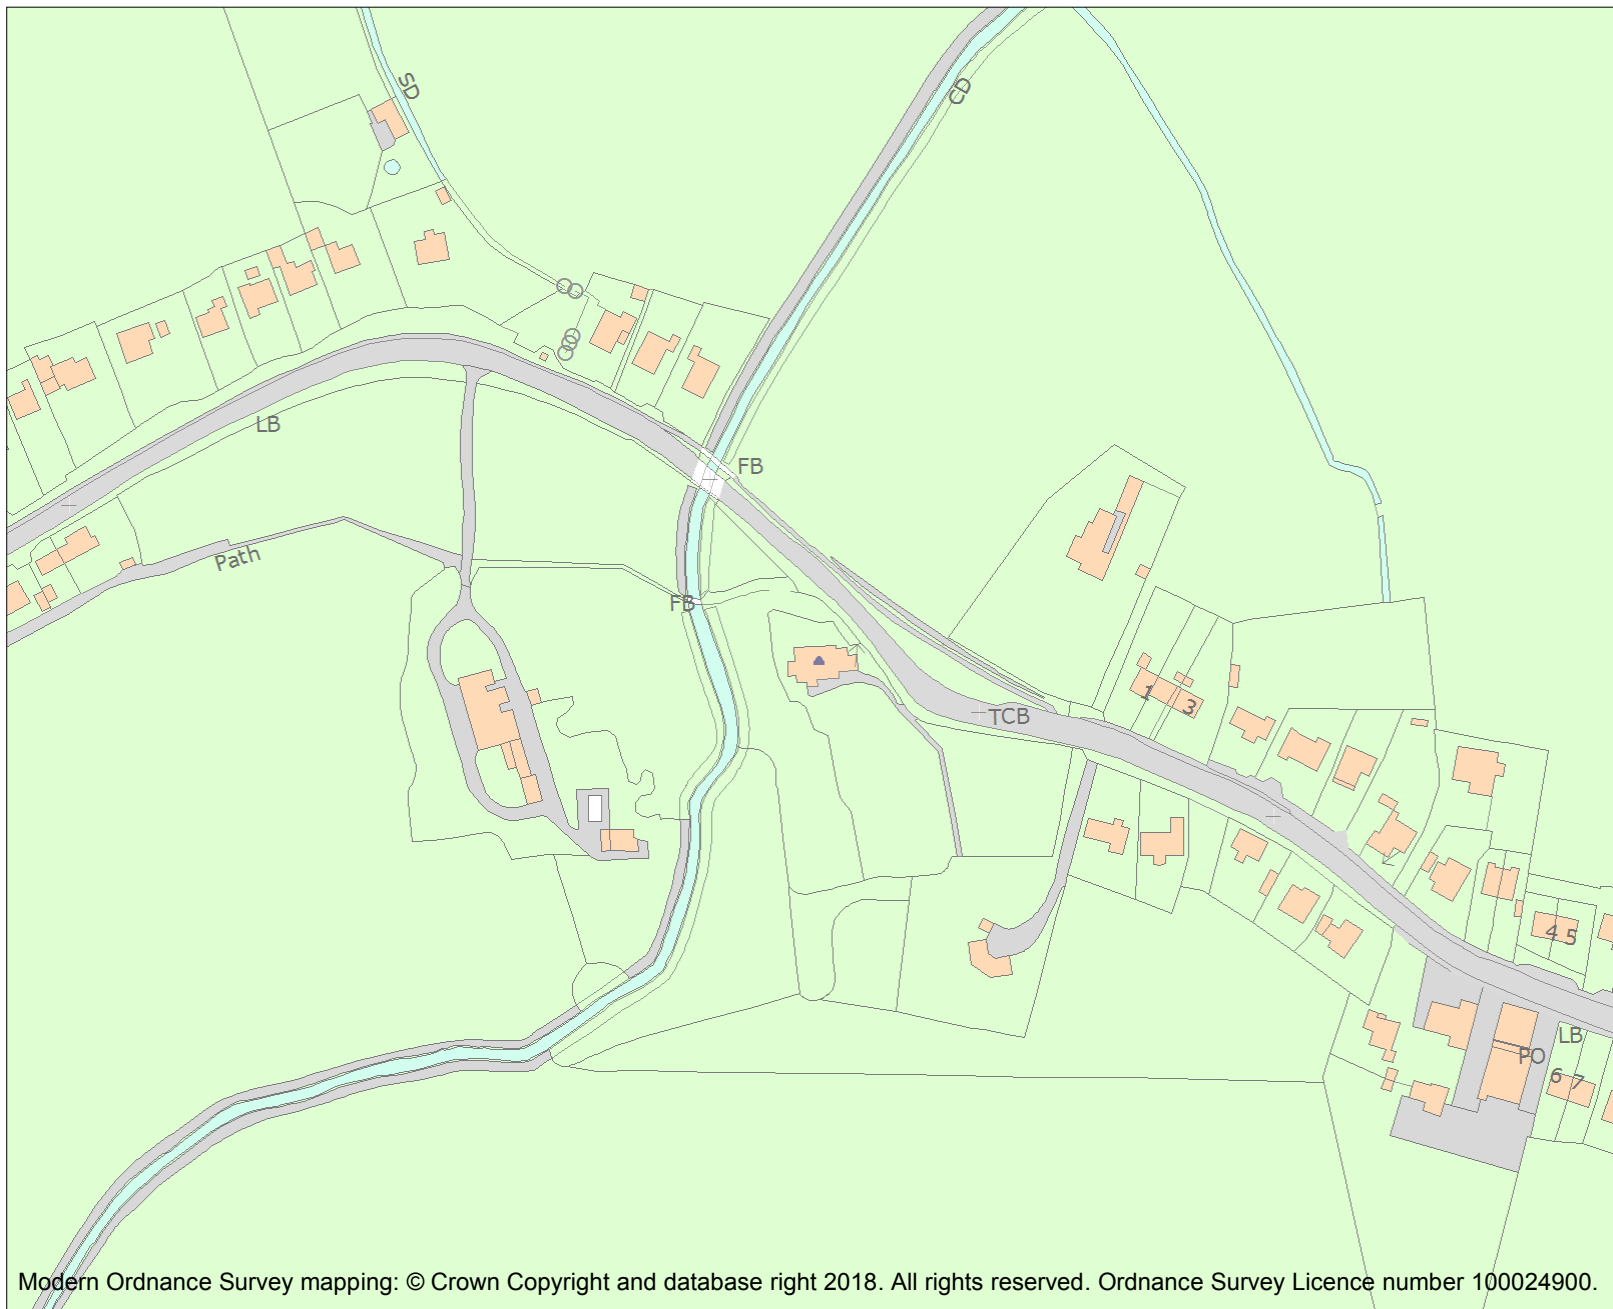 SD
CD
LB
FB
Path
FB
1
3
TCB
4 5
LB
PO
6 7
Modern Ordnance Survey mapping: © Crown Copyright and database right 2018. All rights reserved. Ordnance Survey Licence number 100024900.